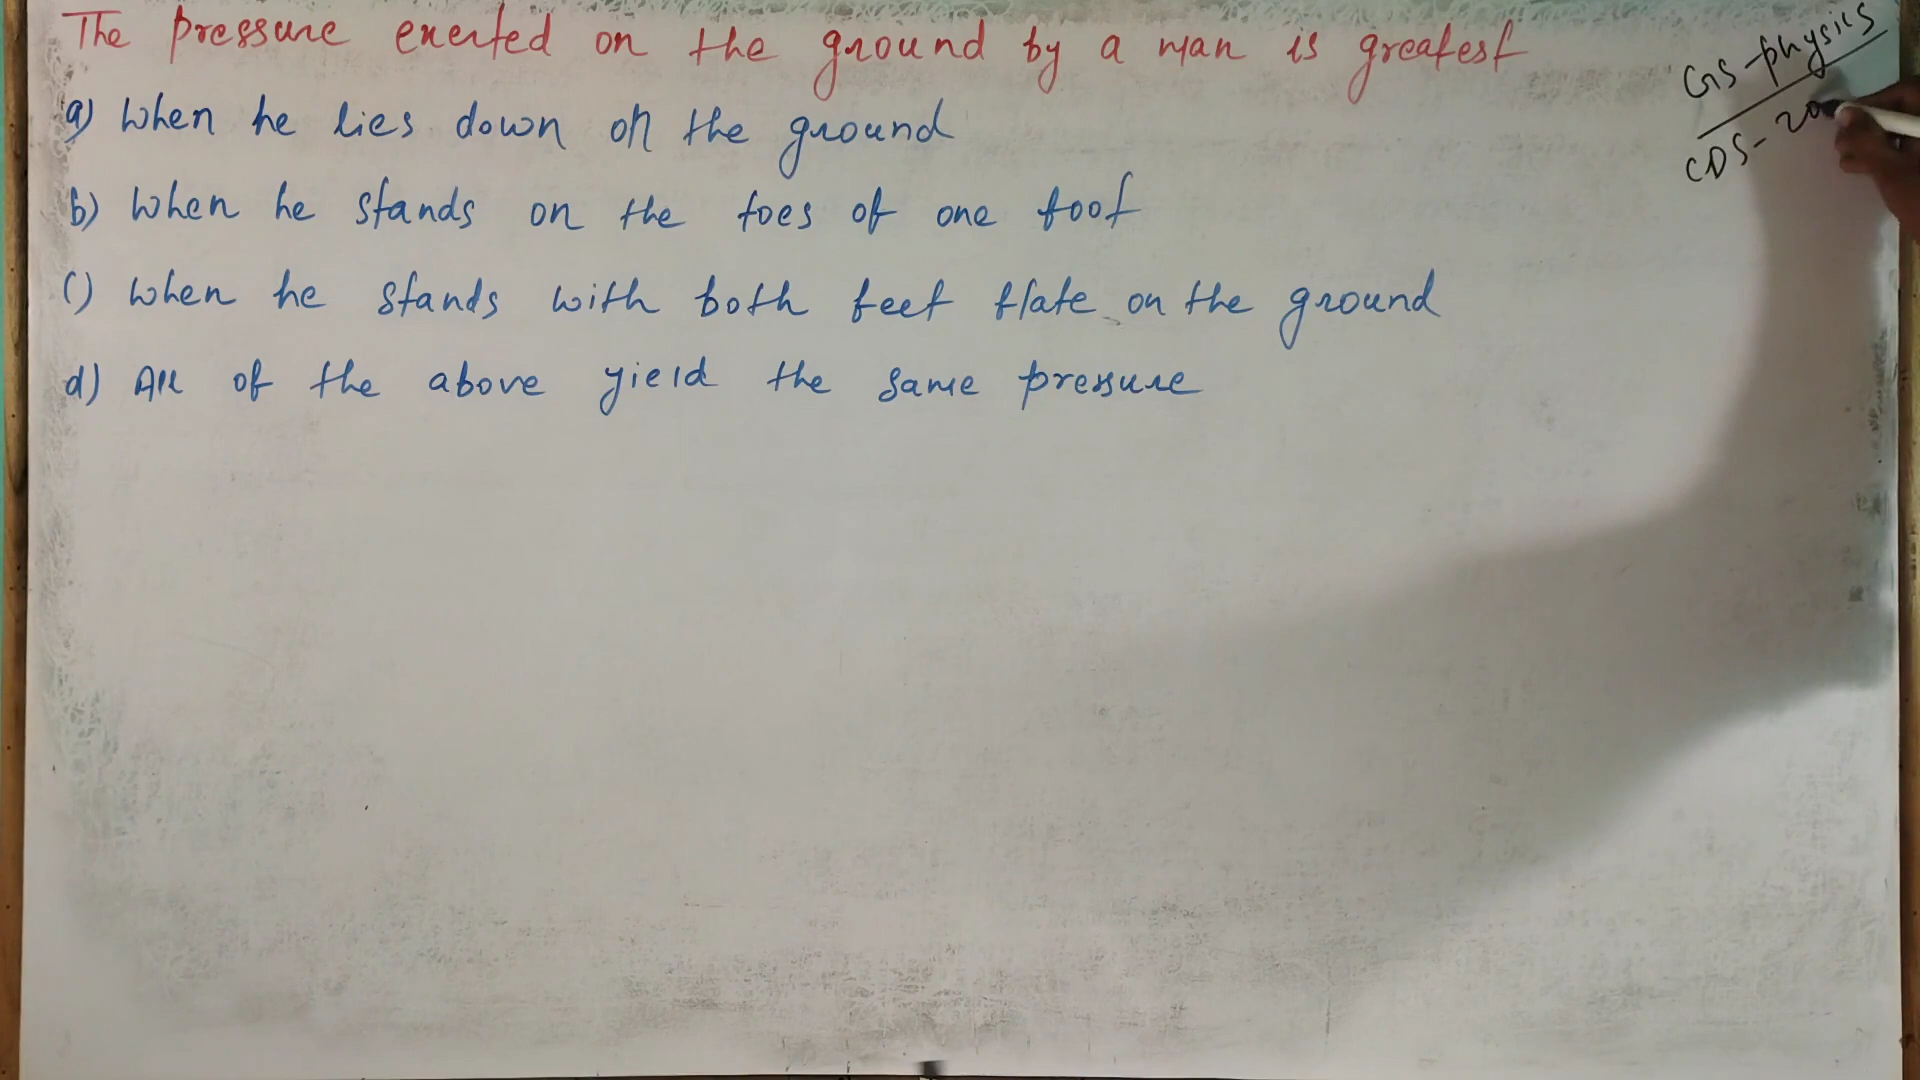 The pressure exerted on the ground by a man is greatest
a) When he lies down on the ground
b) When he stands on the toes of one foot
c) When he stands with both feet flate on the ground
d) All of the above yield the same pressure
GS-physics
CDS-20